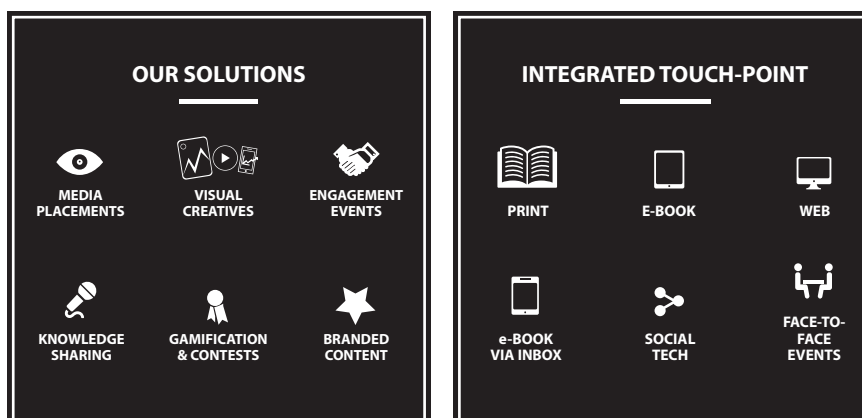 OUR SOLUTIONS
MEDIA
PLACEMENTS
VISUAL
CREATIVES
ENGAGEMENT
EVENTS
KNOWLEDGE
SHARING
GAMIFICATION
& CONTESTS
BRANDED
CONTENT
INTEGRATED TOUCH-POINT
PRINT
E-BOOK
WEB
e-BOOK
VIA INBOX
SOCIAL
TECH
FACE-TO-
FACE
EVENTS